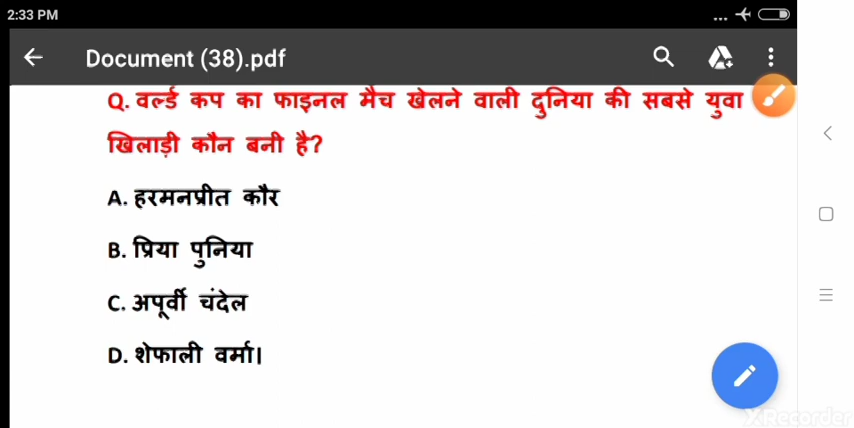 2:33 PM
Document (38).pdf
Q. वर्ल्ड कप का फाइनल मैच खेलने वाली दुनिया की सबसे युवा
खिलाड़ी कौन बनी है?
A. हरमनप्रीत कौर
B. प्रिया पुनिया
C. अपूर्वी चंदेल
D. शेफाली वर्मा।
XRecorder